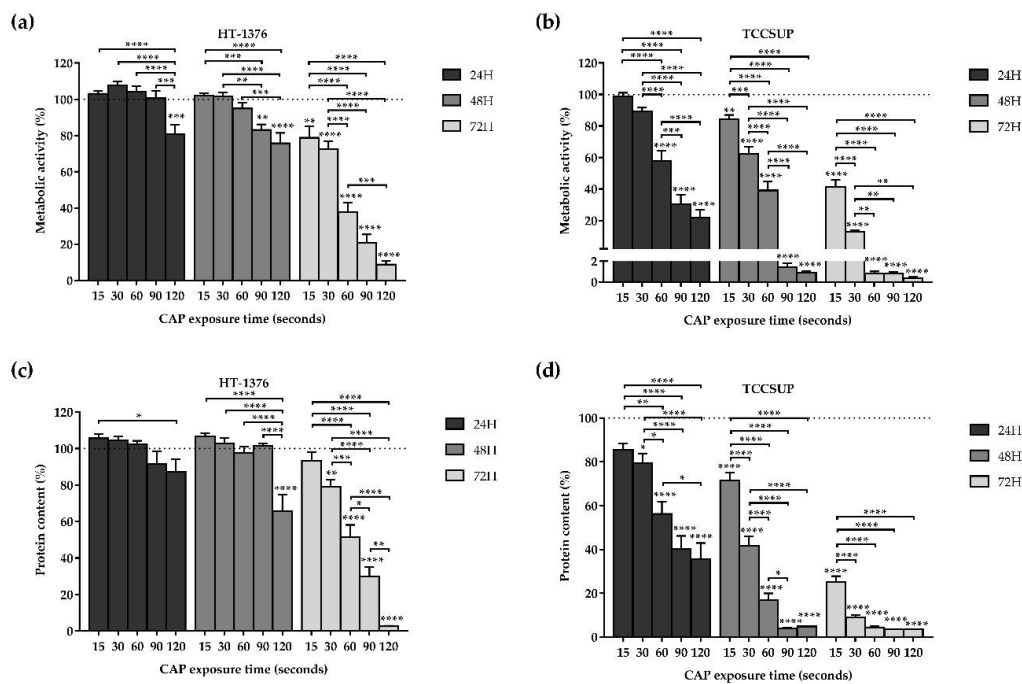 (a)
HT-1376
**** **** ****
**** *** **** ****
**** **** **** ****
*** ** **** ****
*** ****
*** ** **** ** **** ***
**** **** ****
Metabolic activity (%)
120
100
80
60
40
20
0
15 30 60 90 120 15 30 60 90 120 15 30 60 90 120
CAP exposure time (seconds)
24H
48H
72H
(b)
TCCSUP
**** ****
**** ****
**** ****
**** *** ****
**** ****
**** ** **** ****
*** **** **** ****
**** **** **** **
**** **** **** **
**** **** **** **
**** **** **** **** ****
Metabolic activity (%)
120
100
80
60
40
20
2
0
15 30 60 90 120 15 30 60 90 120 15 30 60 90 120
CAP exposure time (seconds)
24H
48H
72H
(c)
HT-1376
* **** ****
**** ****
**** **** ****
**** **** ****
*** **
**** ****
**** *
**** **
****
Protein content (%)
120
100
80
60
40
20
0
15 30 60 90 120 15 30 60 90 120 15 30 60 90 120
CAP exposure time (seconds)
24H
48H
72H
(d)
TCCSUP
****
**** ****
** **** ****
* **** ****
* **** ****
* **** ****
**** **** **** ****
**** **** **** ****
**** * **** ****
**** **** **** **** ****
Protein content (%)
100
80
60
40
20
0
15 30 60 90 120 15 30 60 90 120 15 30 60 90 120
CAP exposure time (seconds)
24H
48H
72H